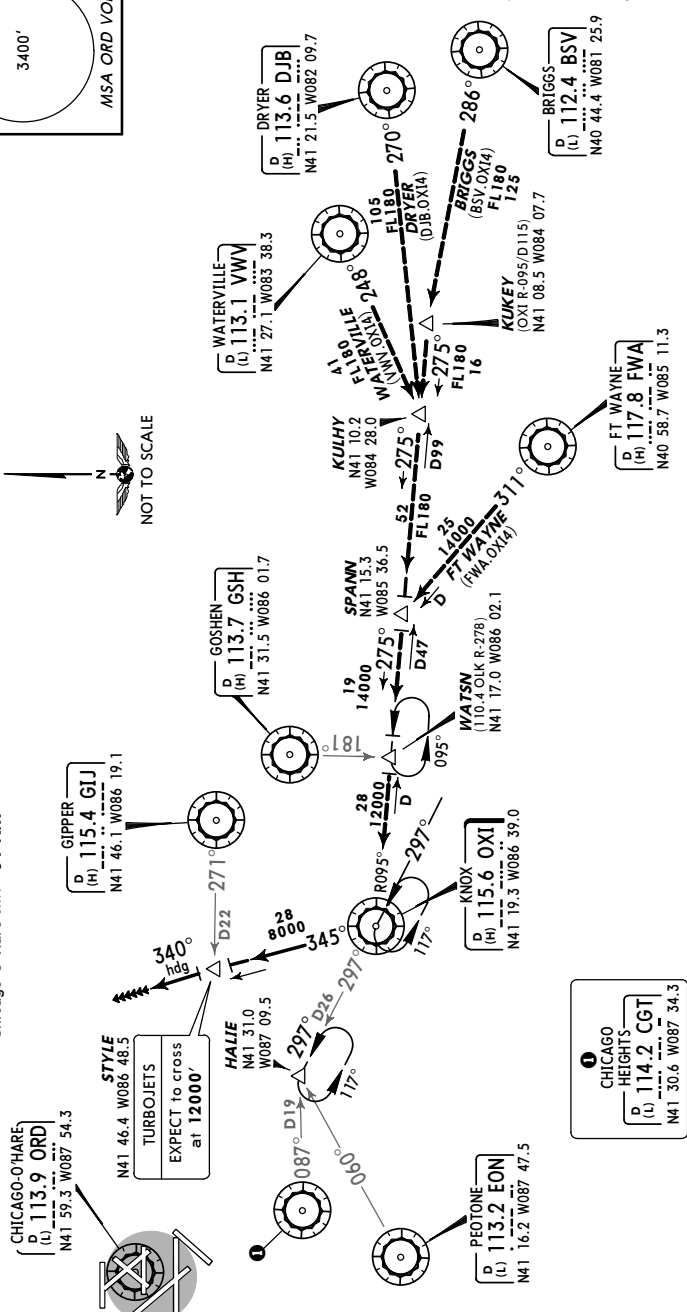 3400'
MSA ORD VOR
CHICAGO-O'HARE
D
(L) 113.9 ORD
N41 59.3 W087 54.3
STYLE
N41 46.4 W086 48.5
TURBOJETS
EXPECT to cross
at 12000'
340°
hdg
GIPPER
D
(H) 115.4 GIJ
N41 46.1 W086 19.1
271°
D22
28
8000
345°
GOSHEN
D
(H) 113.7 GSH
N41 31.5 W086 01.7
181°
N
NOT TO SCALE
WATERVILLE
D
(L) 113.1 VWV
N41 27.1 W083 38.3
248°
41
FL180
WATERVILLE
(VWV.OXI4)
DRYER
D
(H) 113.6 DJB
N41 21.5 W082 09.7
270°
105
FL180
DRYER
(DJB.OXI4)
BRIGGS
D
(L) 112.4 BSV
N40 44.4 W081 25.9
286°
BRIGGS
(BSV.OXI4)
FL180
125
KUKEY
(OXI R-095/D115)
N41 08.5 W084 07.7
275°
FL180
16
KULHY
N41 10.2
W084 28.0
275°
D99
52
FL180
SPANN
N41 15.3
W085 36.5
FT WAYNE
D
(H) 117.8 FWA
N40 58.7 W085 11.3
311°
25
14000
FT WAYNE
(FWA.OXI4)
D
275°
D47
19
14000
WATSN
(110.4 OLK R-278)
N41 17.0 W086 02.1
095°
28
12000
D
R095°
297°
KNOX
D
(H) 115.6 OXI
N41 19.3 W086 39.0
117°
297°
D26
HALIE
N41 31.0
W087 09.5
297°
117°
D19
087°
1
060°
PEOTONE
D
(L) 113.2 EON
N41 16.2 W087 47.5
1
CHICAGO
HEIGHTS
D
(L) 114.2 CGT
N41 30.6 W087 34.3